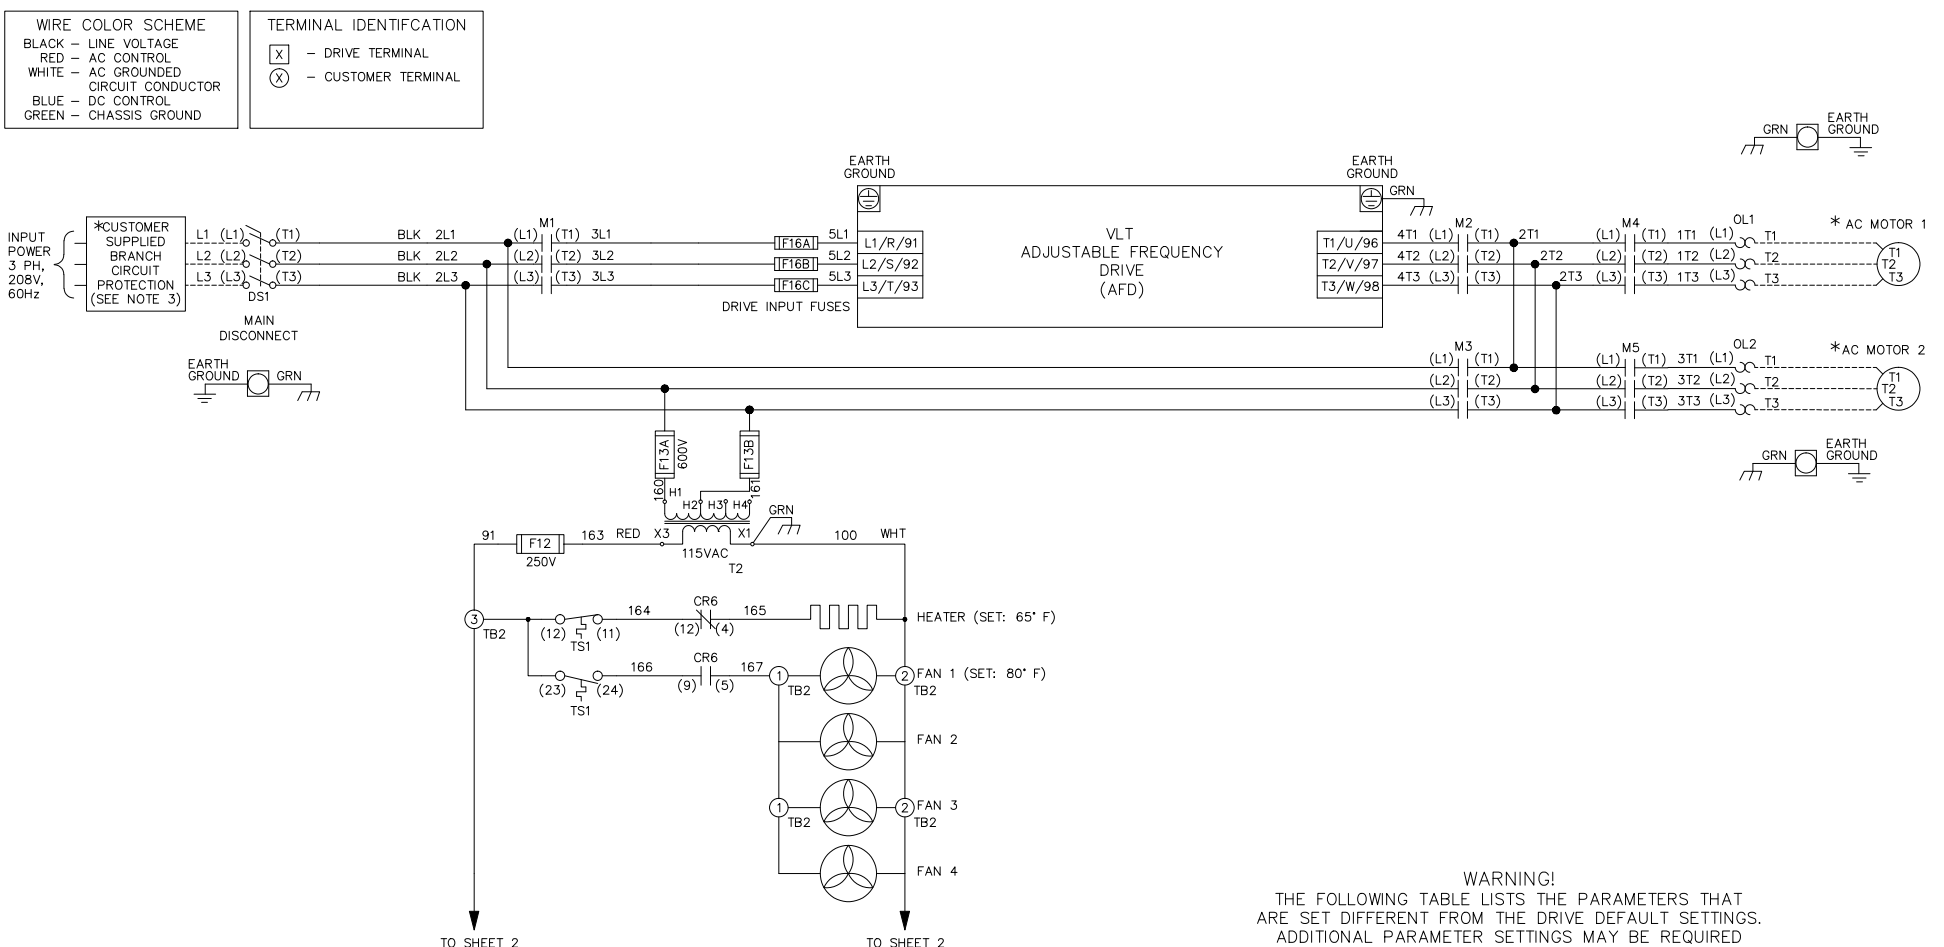 WIRE COLOR SCHEME
BLACK – LINE VOLTAGE
RED – AC CONTROL
WHITE – AC GROUNDED
CIRCUIT CONDUCTOR
BLUE – DC CONTROL
GREEN – CHASSIS GROUND
TERMINAL IDENTIFCATION
X – DRIVE TERMINAL
X – CUSTOMER TERMINAL
GRN
EARTH
GROUND
INPUT
POWER
3 PH,
208V,
60Hz
*CUSTOMER
SUPPLIED
BRANCH
CIRCUIT
PROTECTION
(SEE NOTE 3)
L1 (L1) (T1) BLK 2L1
L2 (L2) (T2) BLK 2L2
L3 (L3) (T3) BLK 2L3
DS1
MAIN
DISCONNECT
EARTH
GROUND
GRN
M1
(L1) (T1) 3L1 F16A 5L1
(L2) (T2) 3L2 F16B 5L2
(L3) (T3) 3L3 F16C 5L3
DRIVE INPUT FUSES
EARTH
GROUND
L1/R/91
L2/S/92
L3/T/93
VLT
ADJUSTABLE FREQUENCY
DRIVE
(AFD)
EARTH
GROUND
GRN
T1/U/96
T2/V/97
T3/W/98
M2
4T1 (L1) (T1) 2T1
4T2 (L2) (T2) 2T2
4T3 (L3) (T3) 2T3
M4
(L1) (T1) 1T1 (L1) T1
(L2) (T2) 1T2 (L2) T2
(L3) (T3) 1T3 (L3) T3
OL1
* AC MOTOR 1
T1
T2
T3
M3
(L1) (T1)
(L2) (T2)
(L3) (T3)
M5
(L1) (T1) 3T1 (L1) T1
(L2) (T2) 3T2 (L2) T2
(L3) (T3) 3T3 (L3) T3
OL2
*AC MOTOR 2
T1
T2
T3
GRN
EARTH
GROUND
F13A
600V
F13B
160
161
H1 H2 H3 H4
GRN
91 F12 163 RED X3 X1 100 WHT
250V
115VAC
T2
3
TB2
(12) (11) 164 CR6 (12) (4) 165
TS1
HEATER (SET: 65° F)
(23) (24) 166 CR6 (9) (5) 167
TS1
1
TB2
2
TB2
FAN 1 (SET: 80° F)
FAN 2
1
TB2
2
TB2
FAN 3
FAN 4
TO SHEET 2
TO SHEET 2
WARNING!
THE FOLLOWING TABLE LISTS THE PARAMETERS THAT
ARE SET DIFFERENT FROM THE DRIVE DEFAULT SETTINGS.
ADDITIONAL PARAMETER SETTINGS MAY BE REQUIRED